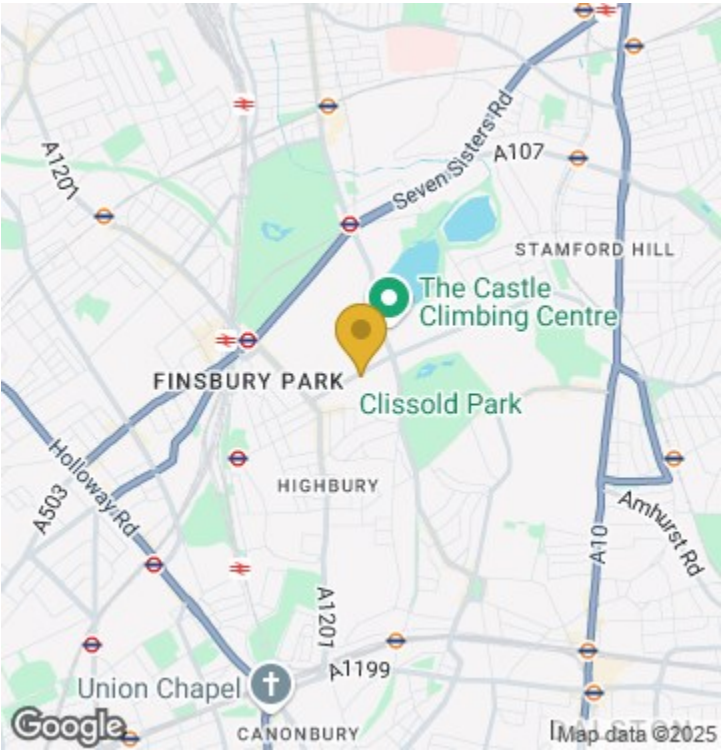 A1201
Seven Sisters Rd
A107
STAMFORD HILL
The Castle
Climbing Centre
FINSBURY PARK
Clissold Park
Holloway Rd
A503
HIGHBURY
Amhurst Rd
A10
A1201
A1199
Union Chapel
CANONBURY
Google
Map data ©2025